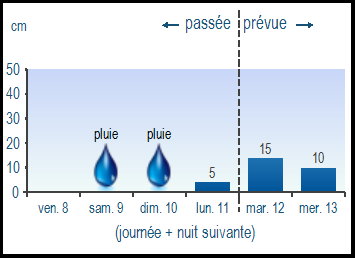 passée prévue
cm
50
40
30
20
10
0
pluie pluie
5 15 10
ven. 8 sam. 9 dim. 10 lun. 11 mar. 12 mer. 13
(journée + nuit suivante)